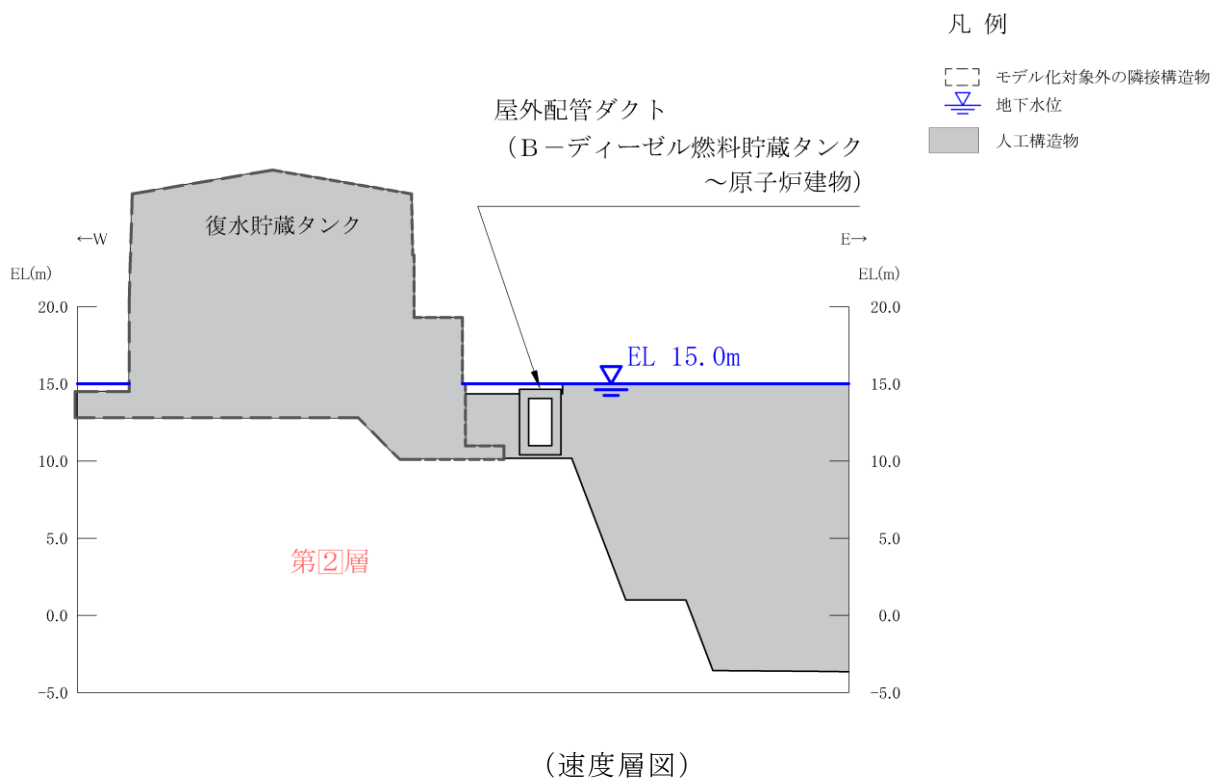 凡 例
モデル化対象外の隣接構造物
地下水位
人工構造物
屋外配管ダクト
(B-ディーゼル燃料貯蔵タンク
~原子炉建物)
復水貯蔵タンク
←W
E→
EL(m)
EL(m)
20.0
20.0
EL 15.0m
15.0
15.0
10.0
10.0
5.0
5.0
第2層
0.0
0.0
-5.0
-5.0
(速度層図)